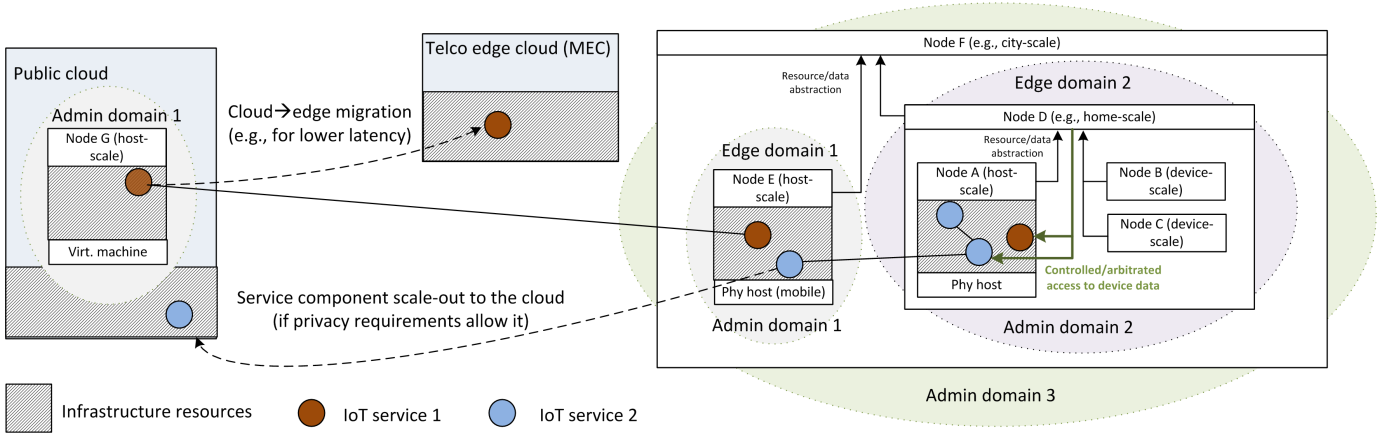 Public cloud
Admin domain 1
Node G (host-
scale)
Virt. machine
Telco edge cloud (MEC)
Cloud→edge migration
(e.g., for lower latency)
Service component scale-out to the cloud
(if privacy requirements allow it)
Node F (e.g., city-scale)
Resource/data
abstraction
Edge domain 1
Node E (host-
scale)
Phy host (mobile)
Admin domain 1
Edge domain 2
Node D (e.g., home-scale)
Resource/data
abstraction
Node A (host-
scale)
Phy host
Node B (device-
scale)
Node C (device-
scale)
Controlled/arbitrated
access to device data
Admin domain 2
Admin domain 3
Infrastructure resources
IoT service 1
IoT service 2